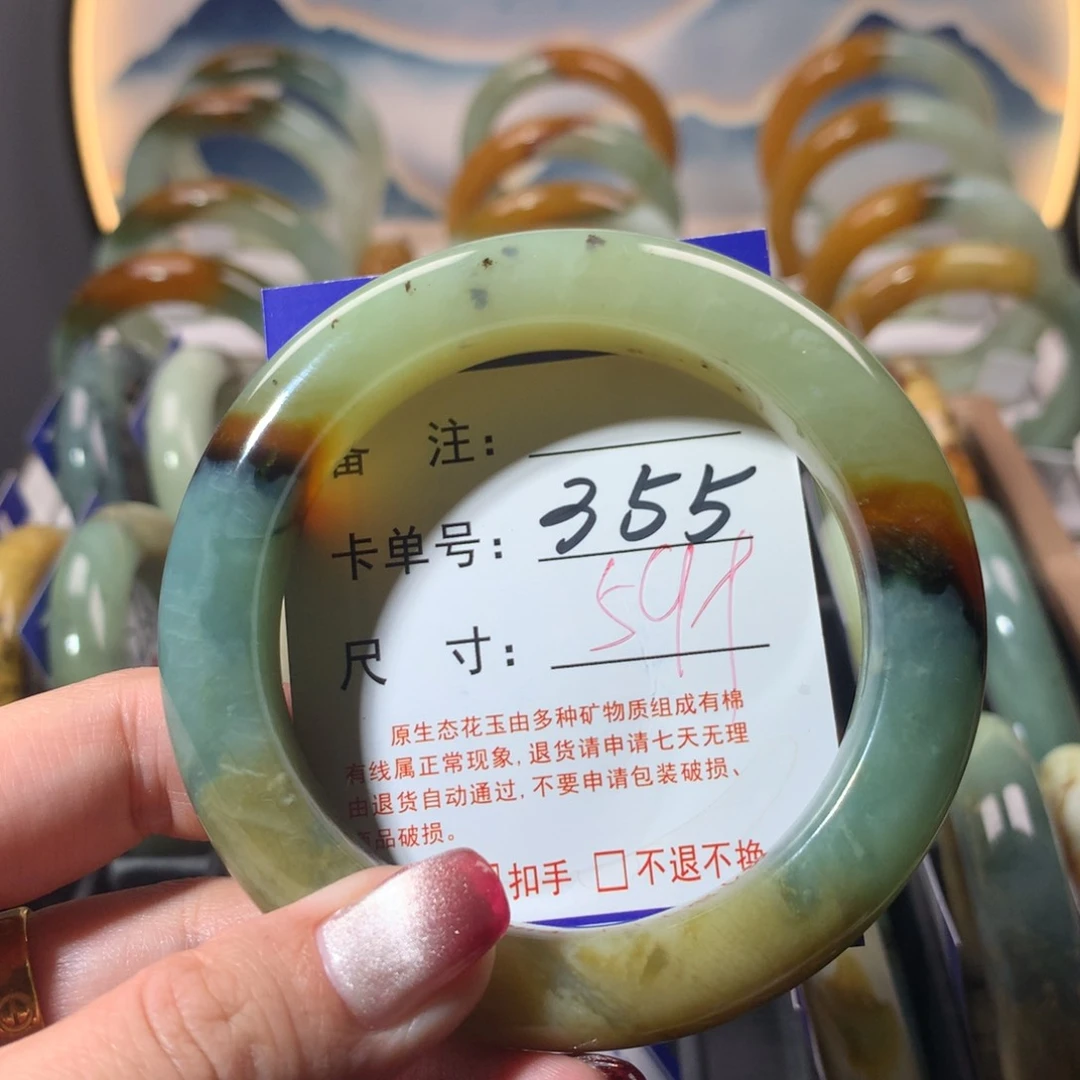 备 注：
卡单号：355
尺 寸：
原生态花玉由多种矿物质组成有棉
有线属正常现象，退货请申请七天无理
由退货自动通过，不要申请包装破损、
品破损。
扣手 □不退不换